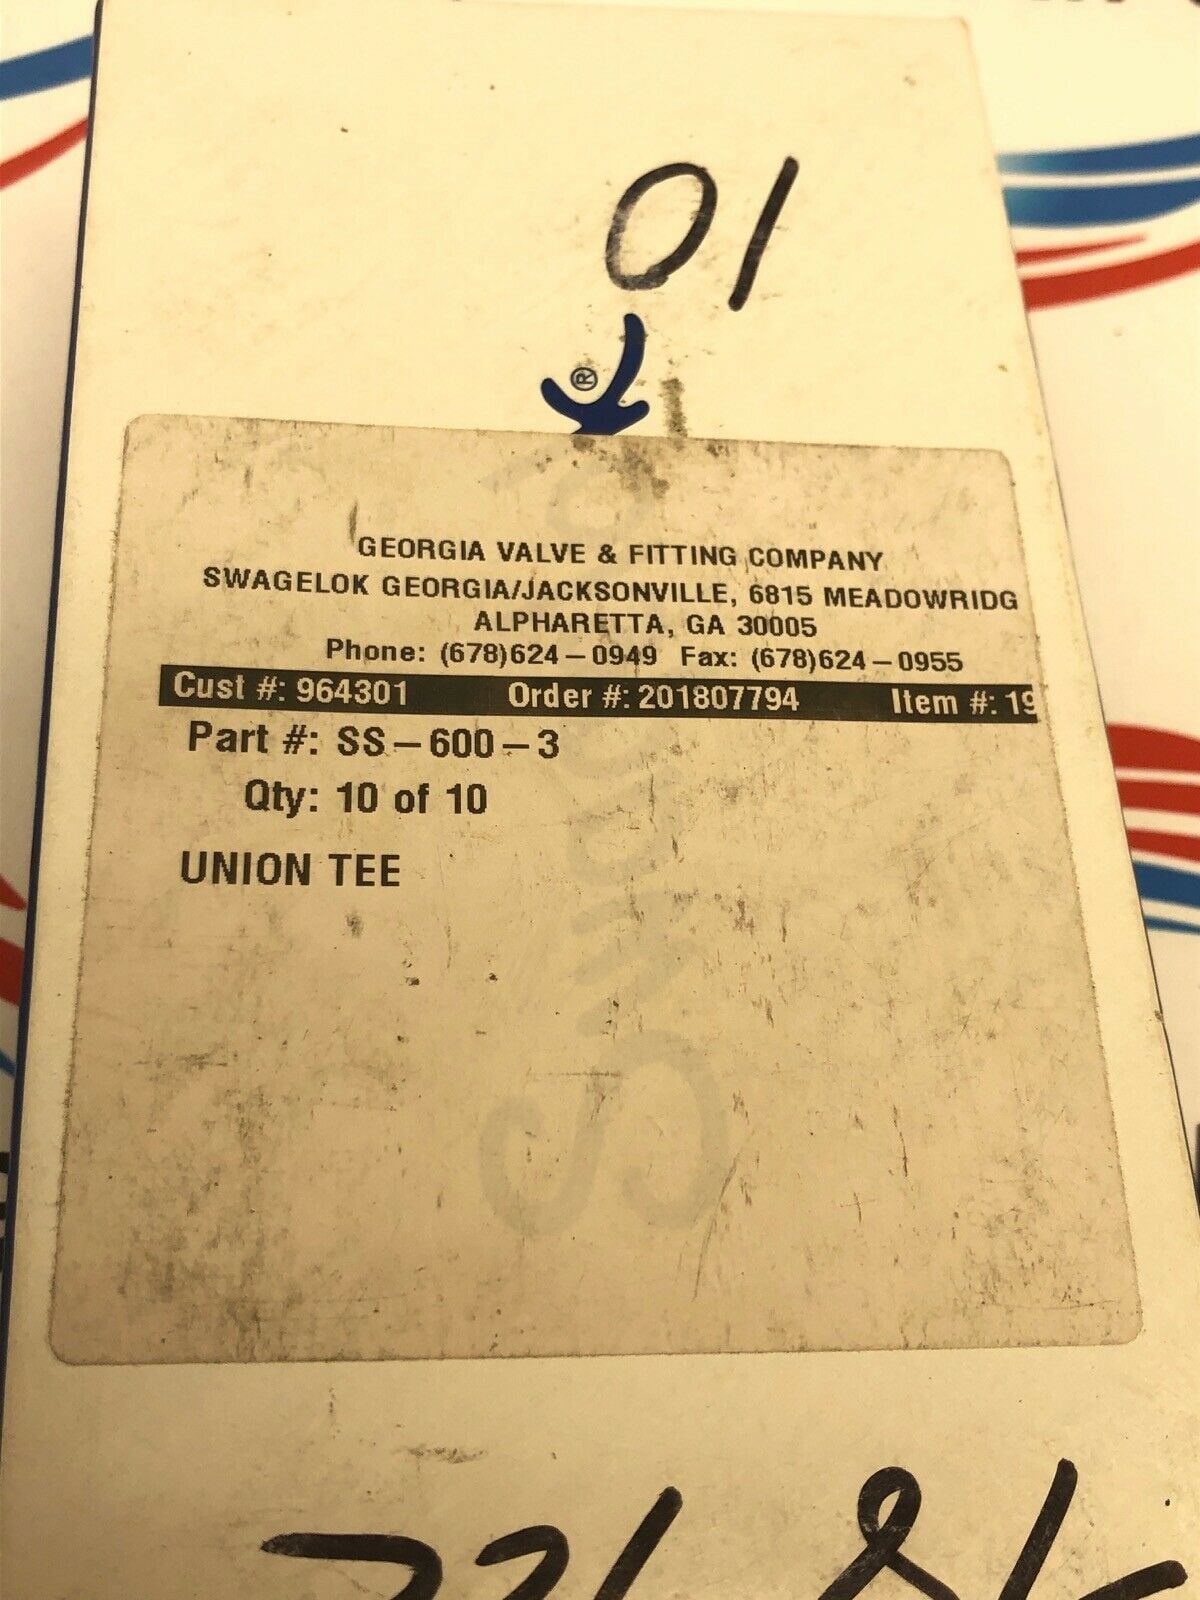 01
®
GEORGIA VALVE & FITTING COMPANY
SWAGELOK GEORGIA/JACKSONVILLE, 6815 MEADOWRIDG
ALPHARETTA, GA 30005
Phone: (678)624-0949 Fax: (678)624-0955
Cust #: 964301 Order #: 201807794 Item #: 19
Part #: SS-600-3
Qty: 10 of 10
UNION TEE